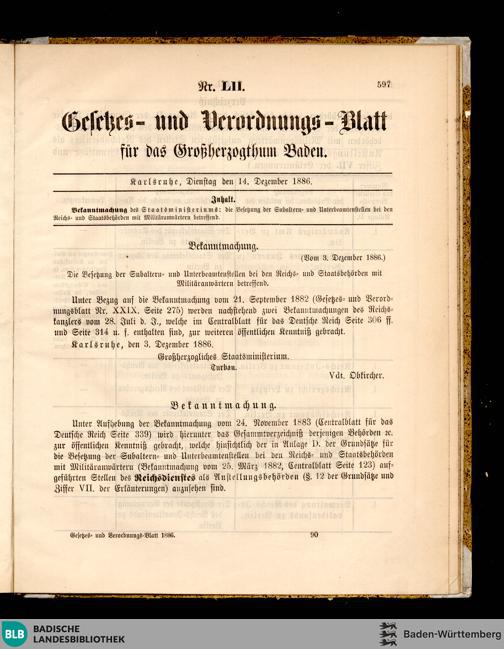 Nr. LII.
597
Gesetzes- und Verordnungs-Blatt
für das Großherzogthum Baden.
Karlsruhe, Dienstag den 14. Dezember 1886.
Inhalt.
Bekanntmachung des Staatsministeriums: die Besetzung der Subaltern- und Unterbeamtenstellen bei den
Reichs- und Staatsbehörden mit Militäranwärtern betreffend.
Bekanntmachung.
(Vom 3. Dezember 1886.)
Die Besetzung der Subaltern- und Unterbeamtenstellen bei den Reichs- und Staatsbehörden mit
Militäranwärtern betreffend.
Unter Bezug auf die Bekanntmachung vom 21. September 1882 (Gesetzes- und Verord-
nungsblatt Nr. XXIX. Seite 275) werden nachstehend zwei Bekanntmachungen des Reichs-
kanzlers vom 28. Juli d. J., welche im Centralblatt für das Deutsche Reich Seite 306 ff.
und Seite 314 u. f. enthalten sind, zur weiteren öffentlichen Kenntniß gebracht.
Karlsruhe, den 3. Dezember 1886.
Großherzogliches Staatsministerium.
Turban.
Vdt. Obkircher.
Bekanntmachung.
Unter Aufhebung der Bekanntmachung vom 24. November 1883 (Centralblatt für das
Deutsche Reich Seite 339) wird hierunter das Gesammtverzeichniß derjenigen Behörden ꝛc.
zur öffentlichen Kenntniß gebracht, welche hinsichtlich der in Anlage D. der Grundsätze für
die Besetzung der Subaltern- und Unterbeamtenstellen bei den Reichs- und Staatsbehörden
mit Militäranwärtern (Bekanntmachung vom 25. März 1882, Centralblatt Seite 123) auf-
geführten Stellen des Reichsdienstes als Anstellungsbehörden (§. 12 der Grundsätze und
Ziffer VII. der Erläuterungen) anzusehen sind.
Gesetzes- und Verordnungs-Blatt 1886.
90
BLB
BADISCHE
LANDESBIBLIOTHEK
Baden-Württemberg